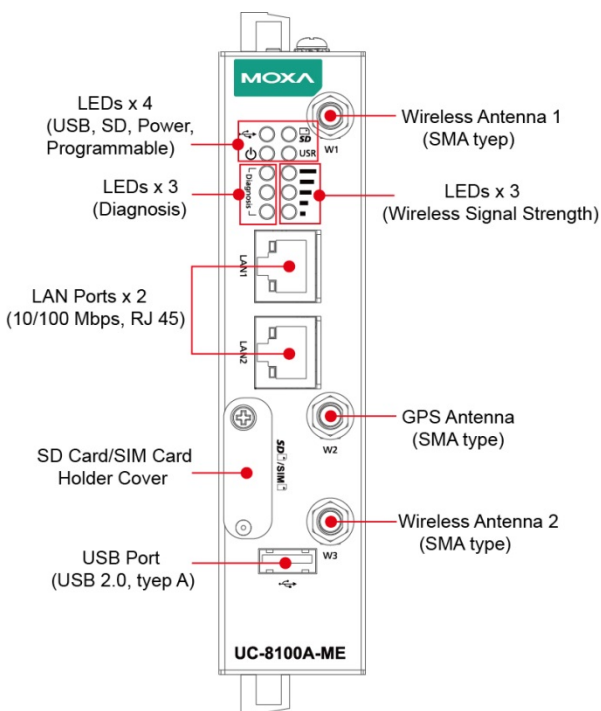 MOXA
LEDs x 4
(USB, SD, Power,
Programmable)
Wireless Antenna 1
(SMA tyep)
W1
SD
USR
LEDs x 3
(Diagnosis)
Diagnosis
LEDs x 3
(Wireless Signal Strength)
LAN Ports x 2
(10/100 Mbps, RJ 45)
LAN1
LAN2
GPS Antenna
(SMA type)
W2
SD Card/SIM Card
Holder Cover
SD/SIM
Wireless Antenna 2
(SMA type)
W3
USB Port
(USB 2.0, tyep A)
UC-8100A-ME